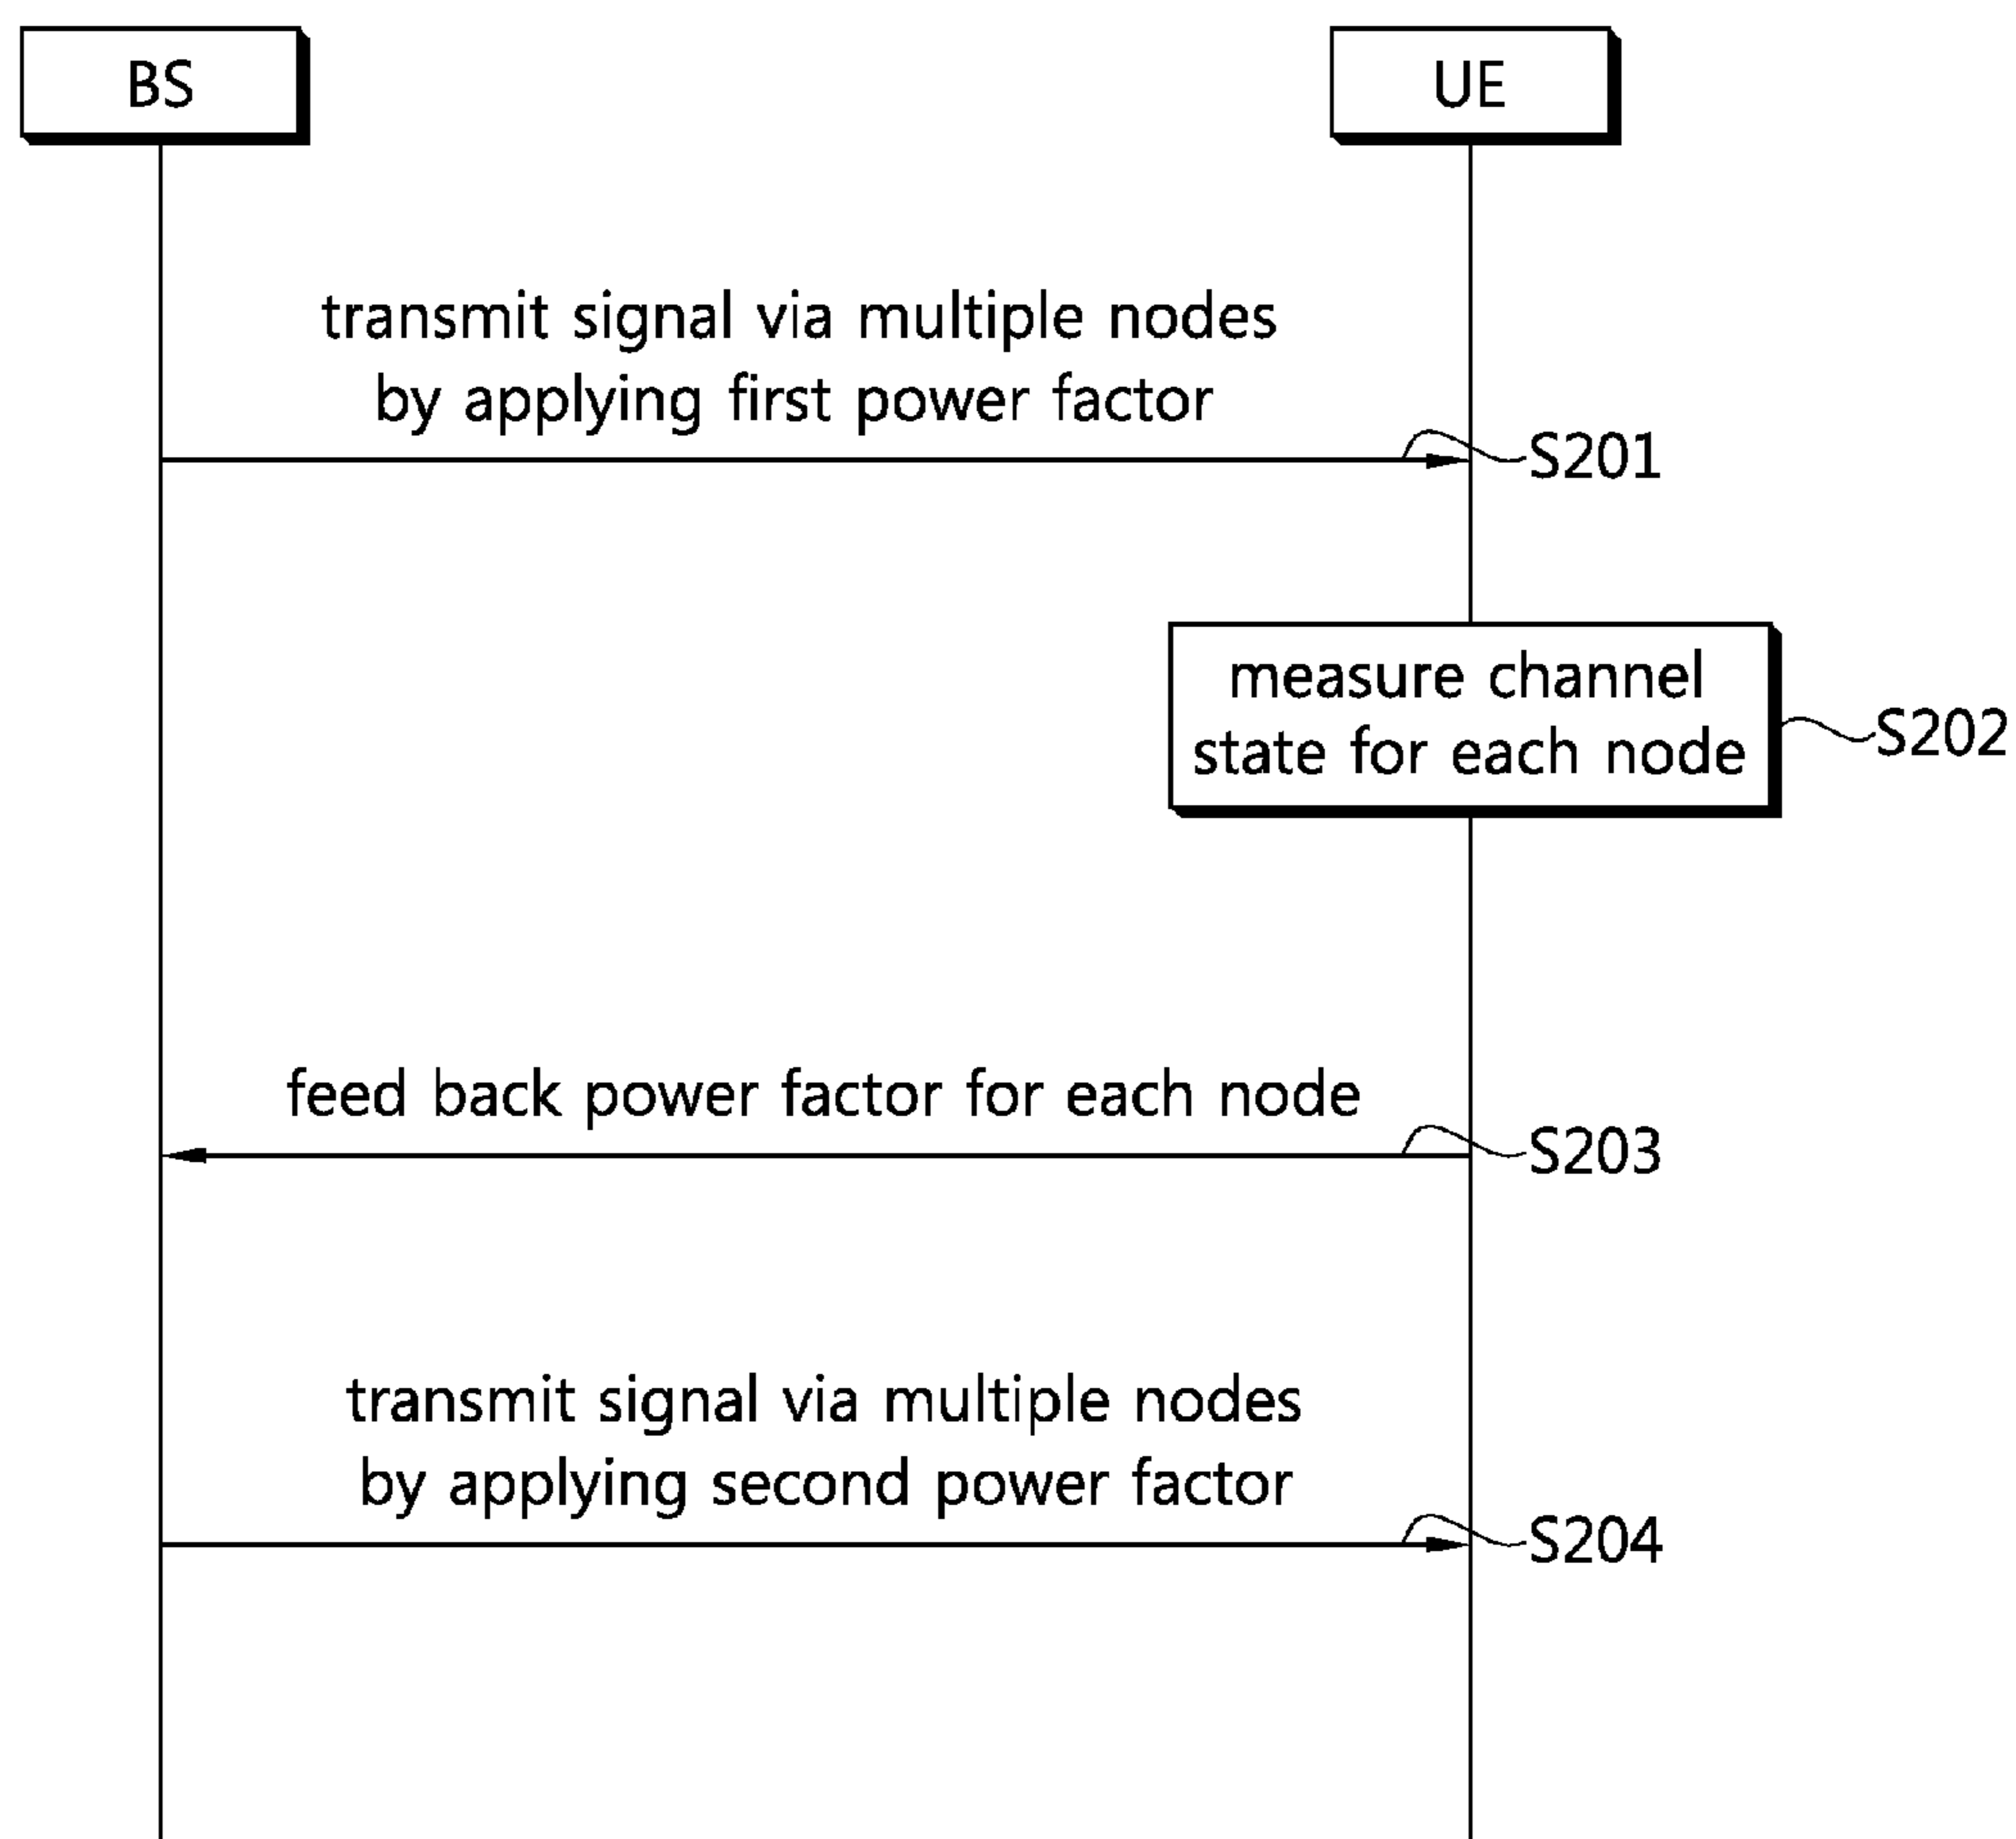 BS
UE
transmit signal via multiple nodes
by applying first power factor
S201
measure channel
state for each node
S202
feed back power factor for each node
S203
transmit signal via multiple nodes
by applying second power factor
S204